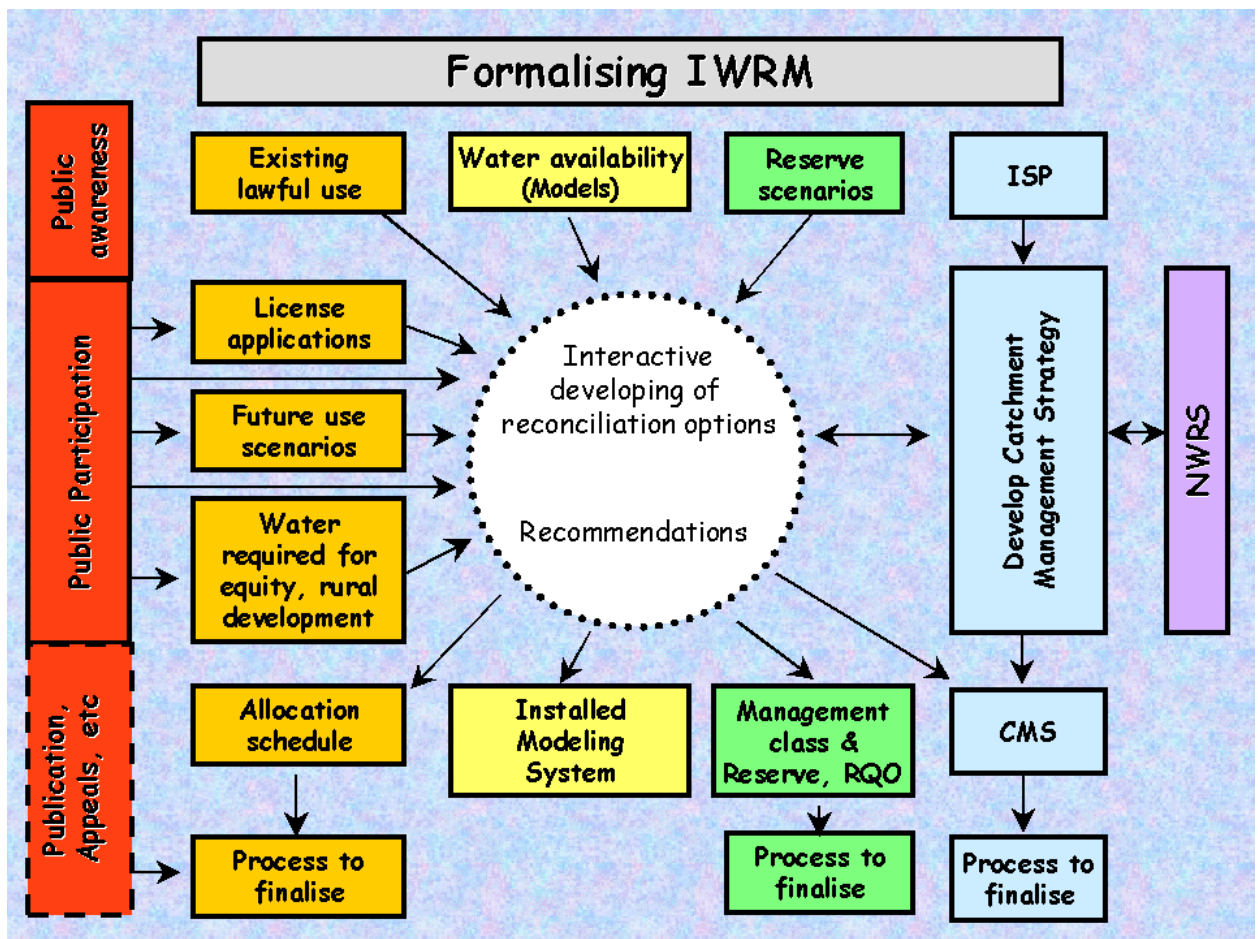 Formalising IWRM
Public
awareness
Existing
lawful use
Water availability
(Models)
Reserve
scenarios
ISP
Public Participation
License
applications
Future use
scenarios
Water
required for
equity, rural
development
Interactive
developing of
reconciliation options
Recommendations
Develop Catchment
Management Strategy
NWRS
Publication,
Appeals, etc
Allocation
schedule
Installed
Modeling
System
Management
class &
Reserve, RQO
CMS
Process to
finalise
Process to
finalise
Process to
finalise